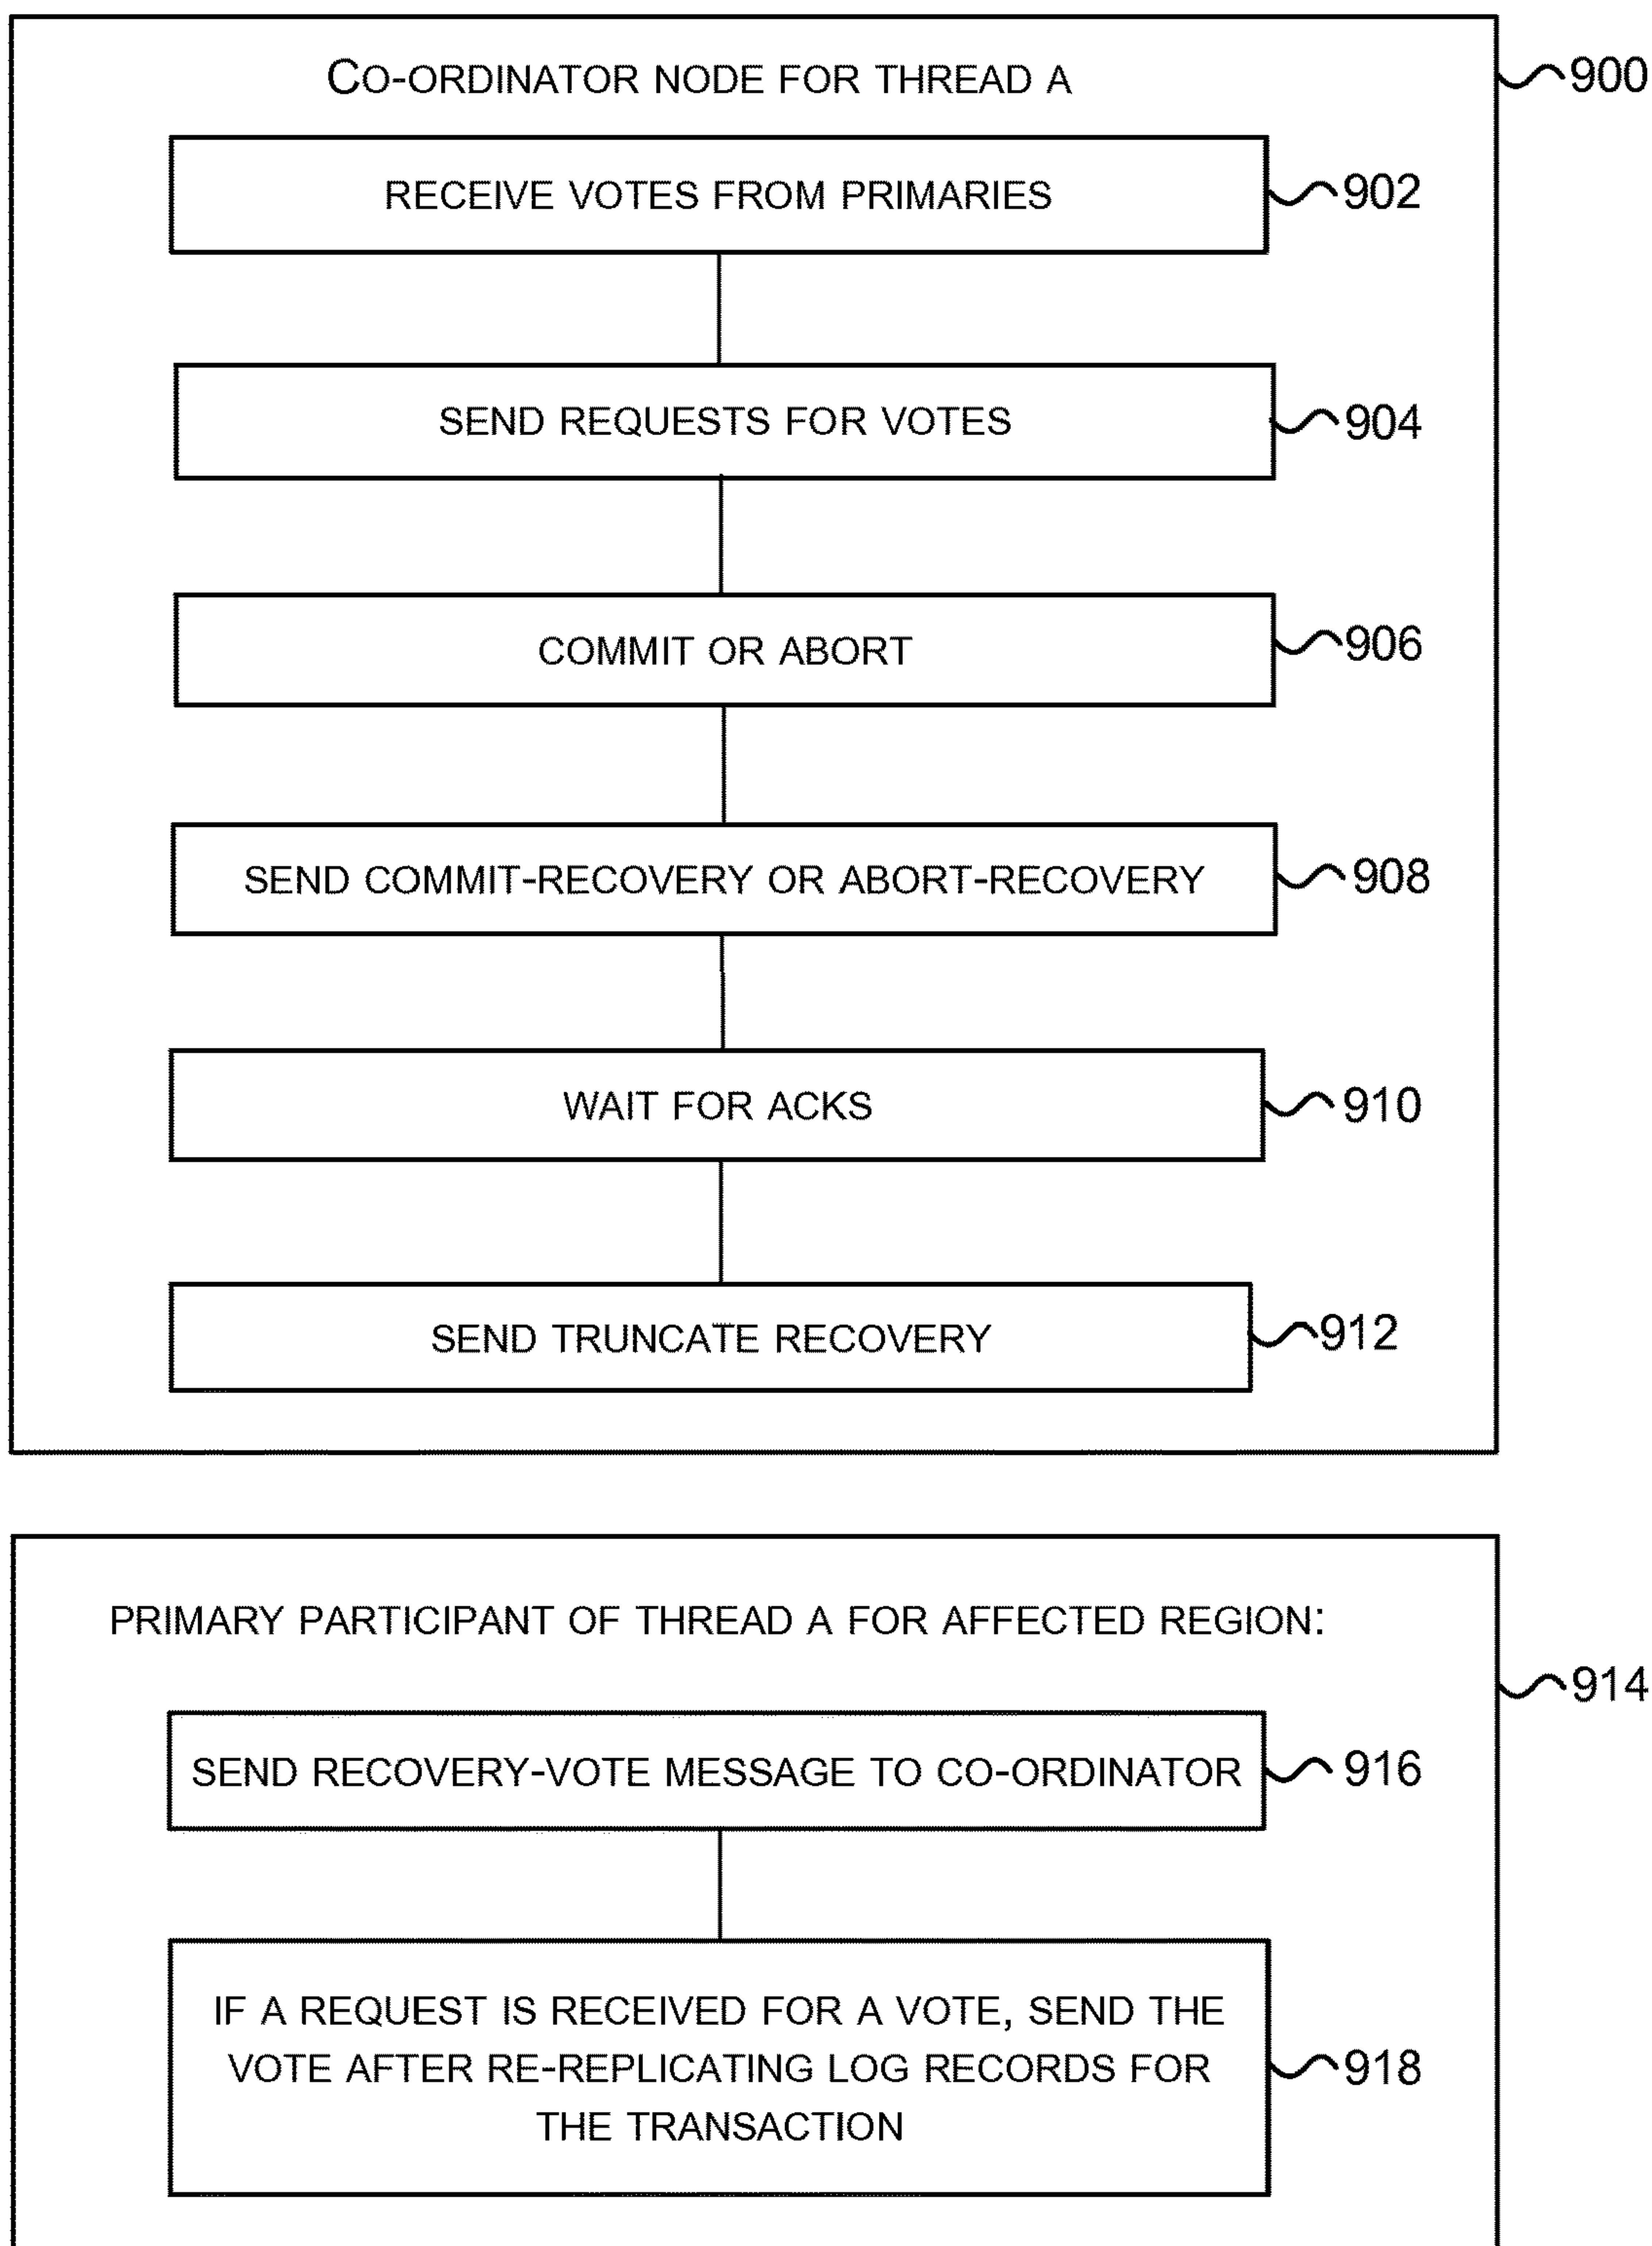 CO-ORDINATOR NODE FOR THREAD A
900
RECEIVE VOTES FROM PRIMARIES
902
SEND REQUESTS FOR VOTES
904
COMMIT OR ABORT
906
SEND COMMIT-RECOVERY OR ABORT-RECOVERY
908
WAIT FOR ACKS
910
SEND TRUNCATE RECOVERY
912
PRIMARY PARTICIPANT OF THREAD A FOR AFFECTED REGION:
914
SEND RECOVERY-VOTE MESSAGE TO CO-ORDINATOR
916
IF A REQUEST IS RECEIVED FOR A VOTE, SEND THE
VOTE AFTER RE-REPLICATING LOG RECORDS FOR
THE TRANSACTION
918